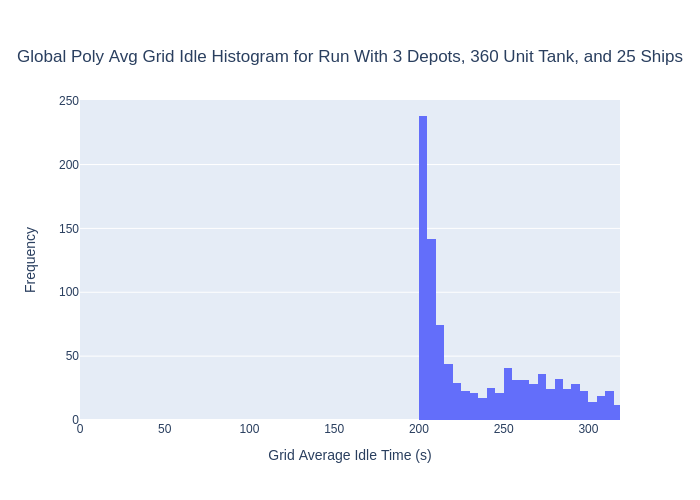 Global Poly Avg Grid Idle Histogram for Run With 3 Depots, 360 Unit Tank, and 25 Ships
250
200
150
100
50
0
0 50 100 150 200 250 300
Frequency
Grid Average Idle Time (s)